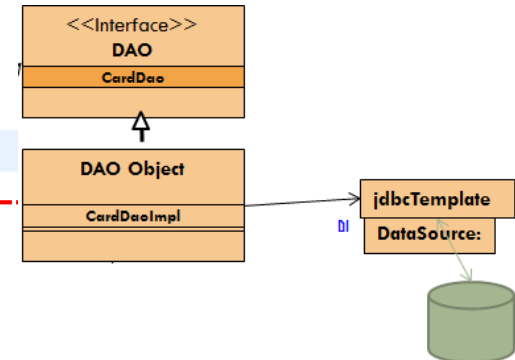 <<Interface>>
DAO
CardDao
DAO Object
CardDaoImpl
jdbcTemplate
DI
DataSource: